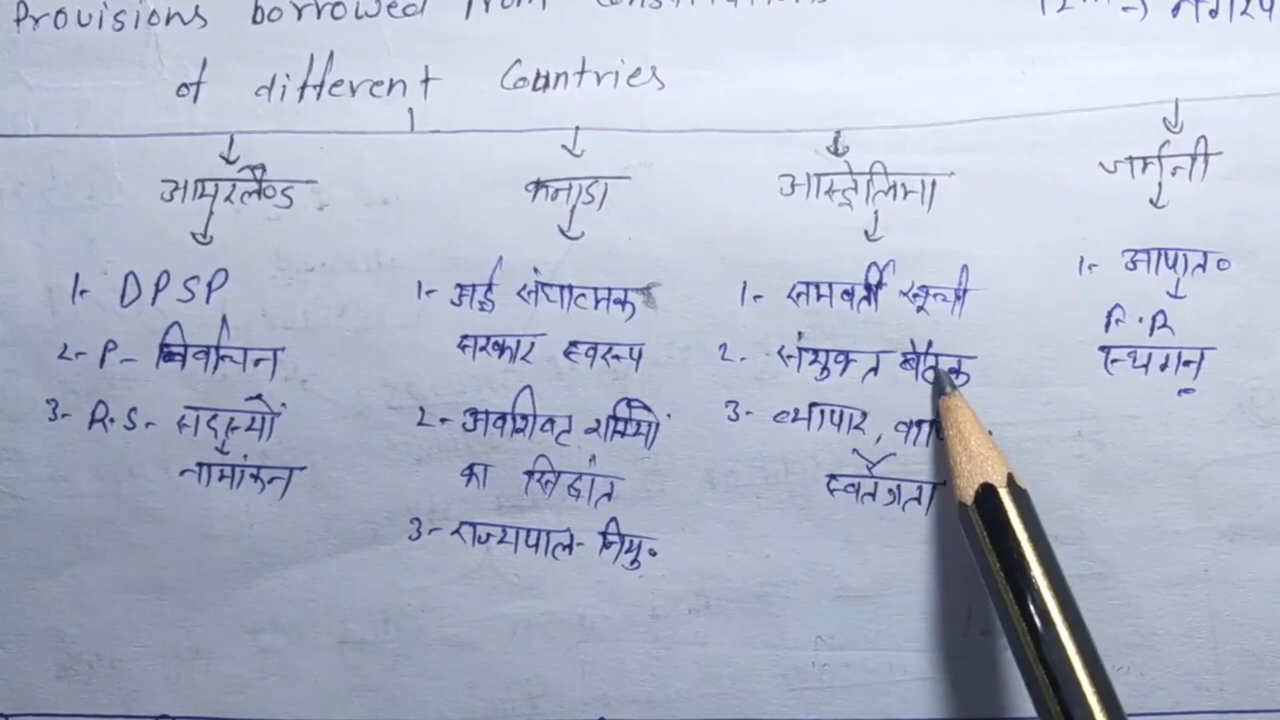 Provisions borrowed from
of different Countries
आयरलैण्ड
1- DPSP
2- P- निर्वाचन
3- R.S- सदस्यों
नामांकन
कनाडा
1- अर्द्ध संघात्मक
सरकार स्वरूप
2- अवशिष्ट शक्तियों
का सिद्धांत
3- राज्यपाल- नियु॰
आस्ट्रेलिया
1- समवर्ती सूची
2- संयुक्त बैठक
3- व्यापार,
स्वतंत्रता
जर्मनी
1- आपात॰
F.R
स्थगन